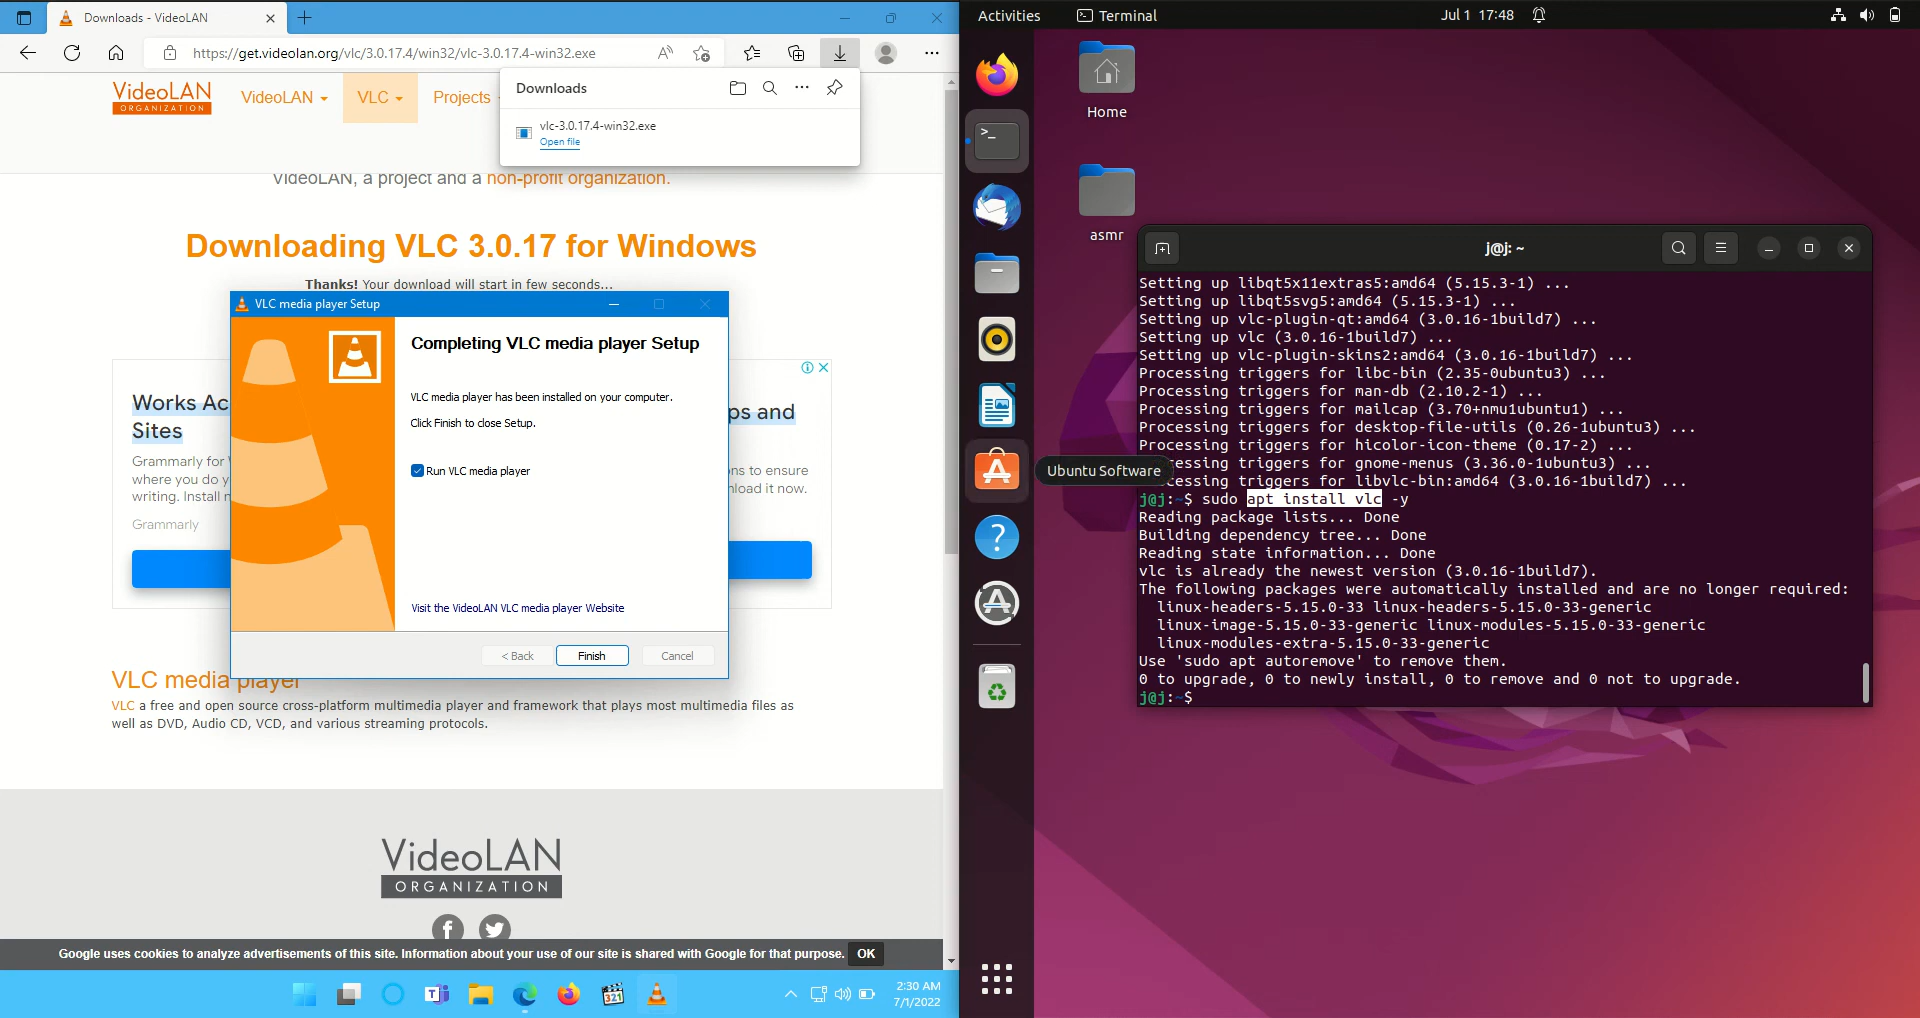 Downloads - VideoLAN
https://get.videolan.org/vlc/3.0.17.4/win32/vlc-3.0.17.4-win32.exe
VideoLAN
ORGANIZATION
VideoLAN
VLC
Projects
Downloads
vlc-3.0.17.4-win32.exe
Open file
VideoLAN, a project and a non-profit organization.
Downloading VLC 3.0.17 for Windows
Thanks! Your download will start in few seconds...
VLC media player Setup
Completing VLC media player Setup
VLC media player has been installed on your computer.
Click Finish to close Setup.
Run VLC media player
Visit the VideoLAN VLC media player Website
< Back
Finish
Cancel
Works Ac
Sites
Grammarly for
where you do y
writing. Install n
Grammarly
ps and
ns to ensure
nload it now.
VLC media player
VLC a free and open source cross-platform multimedia player and framework that plays most multimedia files as
well as DVD, Audio CD, VCD, and various streaming protocols.
VideoLAN
ORGANIZATION
Google uses cookies to analyze advertisements of this site. Information about your use of our site is shared with Google for that purpose.
OK
321
2:30 AM
7/1/2022
Activities
Terminal
Jul 1 17:48
Home
asmr
Ubuntu Software
j@j: ~
Setting up libqt5x11extras5:amd64 (5.15.3-1) ...
Setting up libqt5svg5:amd64 (5.15.3-1) ...
Setting up vlc-plugin-qt:amd64 (3.0.16-1build7) ...
Setting up vlc (3.0.16-1build7) ...
Setting up vlc-plugin-skins2:amd64 (3.0.16-1build7) ...
Processing triggers for libc-bin (2.35-0ubuntu3) ...
Processing triggers for man-db (2.10.2-1) ...
Processing triggers for mailcap (3.70+nmu1ubuntu1) ...
Processing triggers for desktop-file-utils (0.26-1ubuntu3) ...
Processing triggers for hicolor-icon-theme (0.17-2) ...
essing triggers for gnome-menus (3.36.0-1ubuntu3) ...
essing triggers for libvlc-bin:amd64 (3.0.16-1build7) ...
j@j:~$ sudo apt install vlc -y
Reading package lists... Done
Building dependency tree... Done
Reading state information... Done
vlc is already the newest version (3.0.16-1build7).
The following packages were automatically installed and are no longer required:
linux-headers-5.15.0-33 linux-headers-5.15.0-33-generic
linux-image-5.15.0-33-generic linux-modules-5.15.0-33-generic
linux-modules-extra-5.15.0-33-generic
Use 'sudo apt autoremove' to remove them.
0 to upgrade, 0 to newly install, 0 to remove and 0 not to upgrade.
j@j:~$